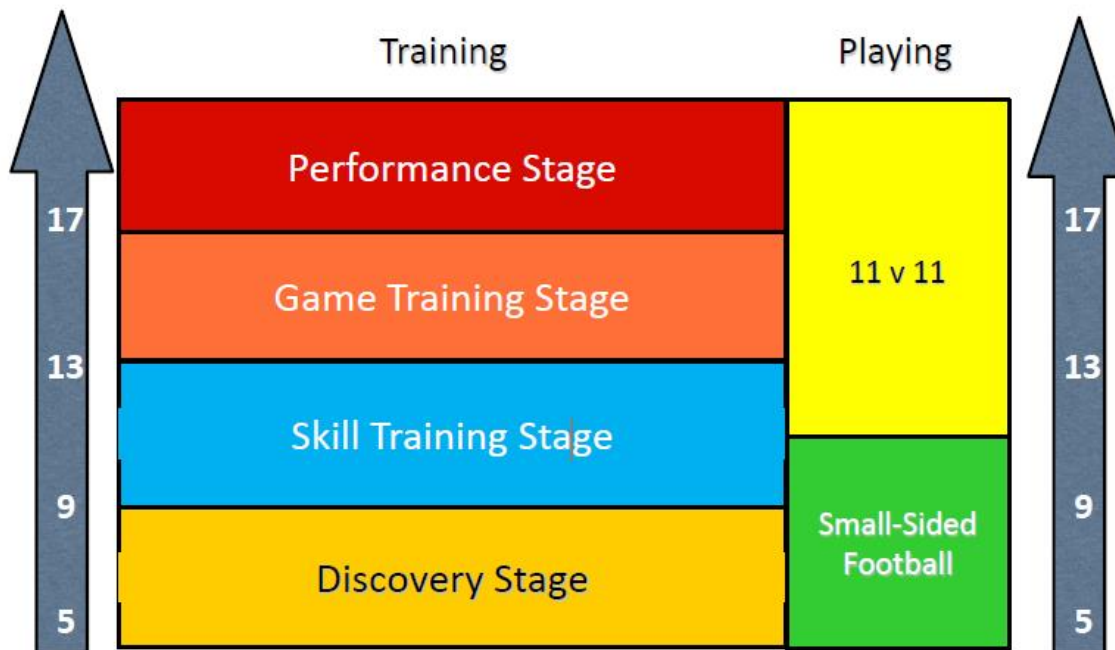 Training
Playing
17
Performance Stage
17
Game Training Stage
11 v 11
13
13
Skill Training Stage
9
9
Small-Sided
Football
Discovery Stage
5
5